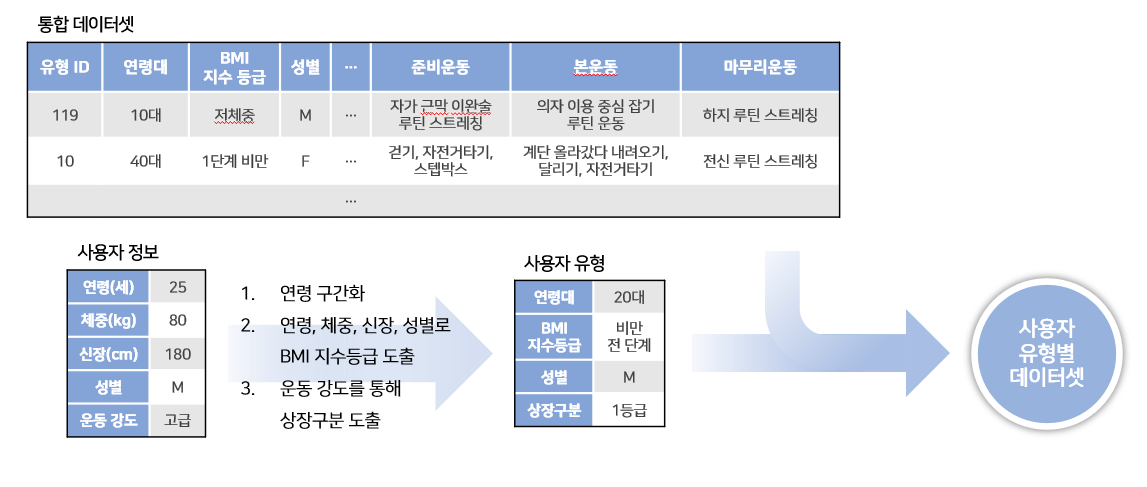 통합 데이터셋
유형 ID 연령대 BMI 지수 등급 성별 … 준비운동 본운동 마무리운동
119 10대 저체중 M … 자가 근막 이완술 루틴 스트레칭 의자 이용 중심 잡기 루틴 운동 하지 루틴 스트레칭
10 40대 1단계 비만 F … 걷기, 자전거타기, 스텝박스 계단 올라갔다 내려오기, 달리기, 자전거타기 전신 루틴 스트레칭
…
사용자 정보
연령(세) 25
체중(kg) 80
신장(cm) 180
성별 M
운동 강도 고급
1. 연령 구간화
2. 연령, 체중, 신장, 성별로
BMI 지수등급 도출
3. 운동 강도를 통해
상장구분 도출
사용자 유형
연령대 20대
BMI 지수등급 비만 전 단계
성별 M
상장구분 1등급
사용자
유형별
데이터셋